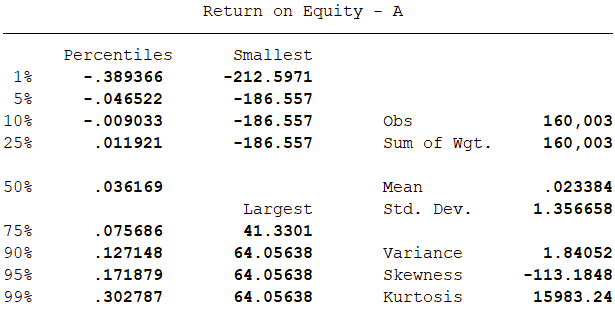 Return on Equity - A
Percentiles Smallest
1% -.389366 -212.5971
5% -.046522 -186.557
10% -.009033 -186.557 Obs 160,003
25% .011921 -186.557 Sum of Wgt. 160,003
50% .036169 Mean .023384
Largest Std. Dev. 1.356658
75% .075686 41.3301
90% .127148 64.05638 Variance 1.84052
95% .171879 64.05638 Skewness -113.1848
99% .302787 64.05638 Kurtosis 15983.24